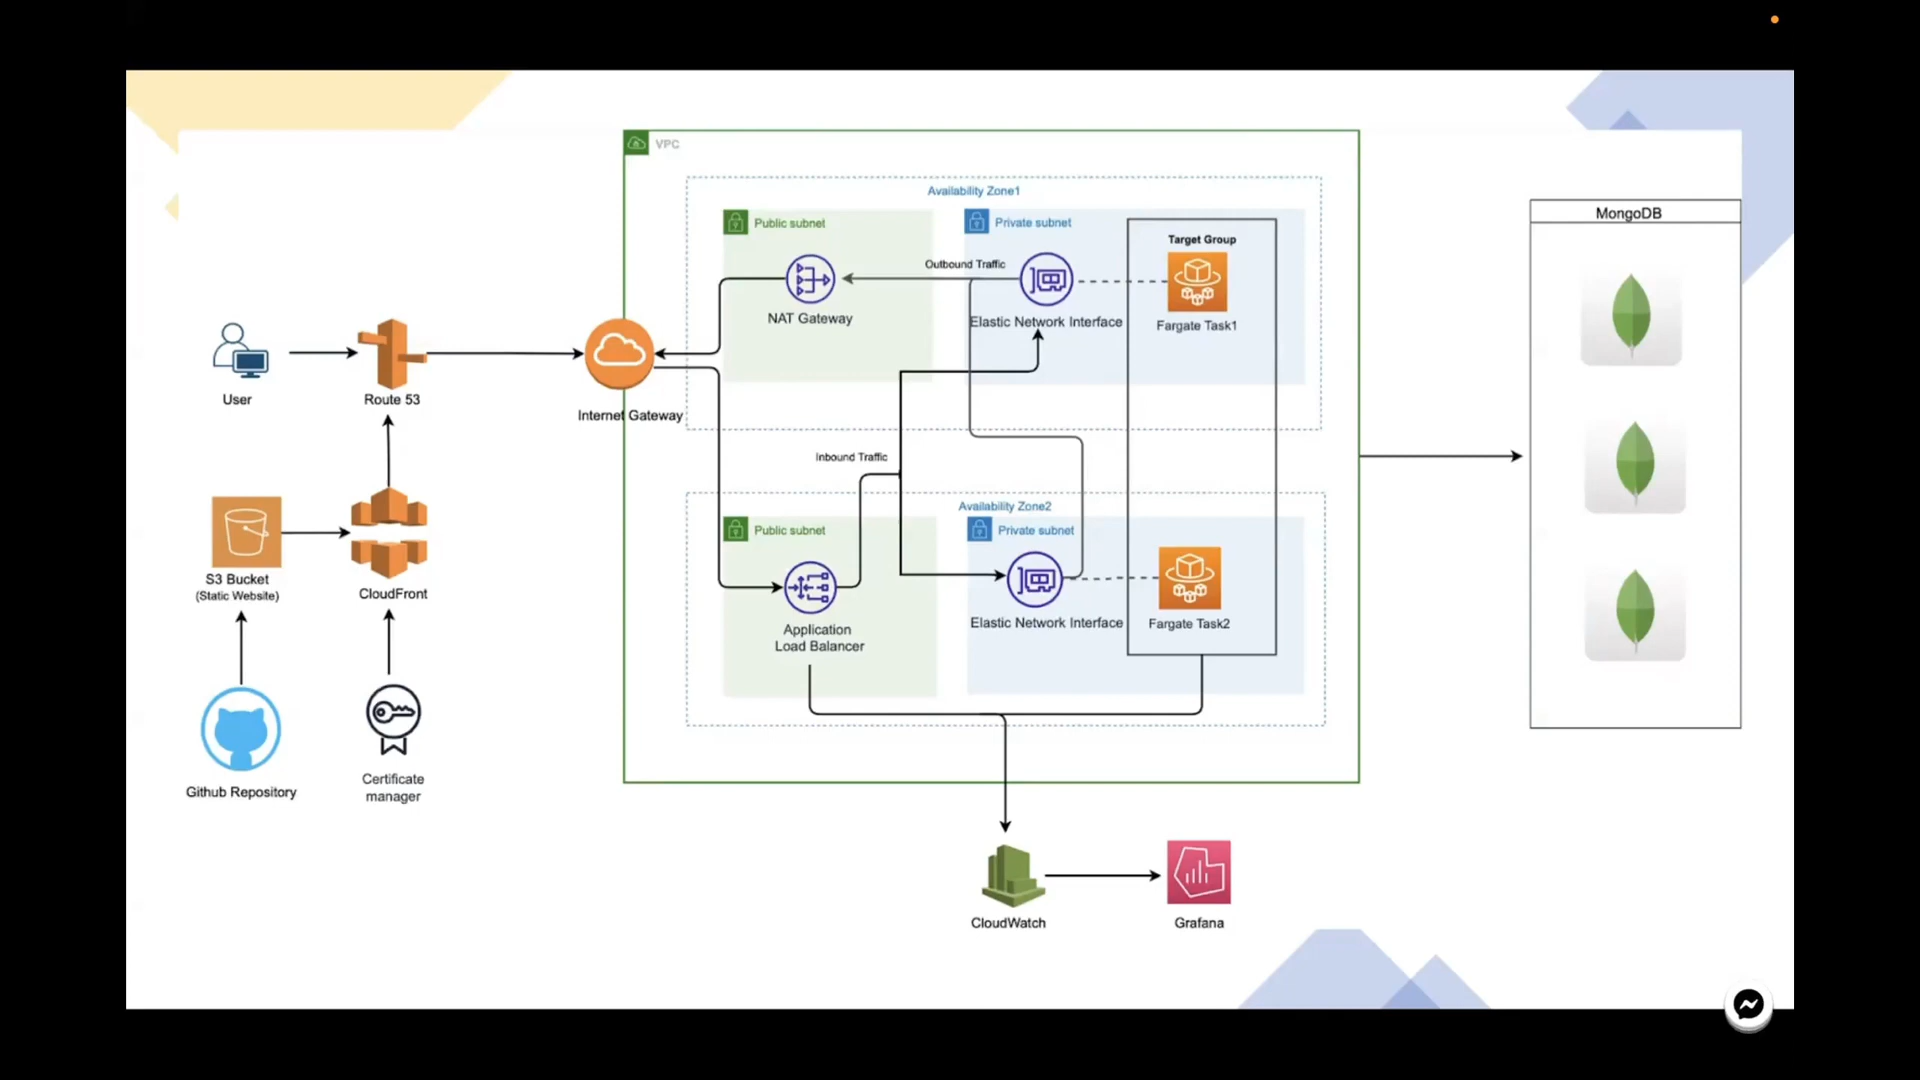 VPC
Availability Zone1
Public subnet
Private subnet
Target Group
Outbound Traffic
NAT Gateway
Elastic Network Interface
Fargate Task1
MongoDB
User
Route 53
Internet Gateway
Inbound Traffic
Availability Zone2
Public subnet
Private subnet
S3 Bucket
(Static Website)
CloudFront
Application
Load Balancer
Elastic Network Interface
Fargate Task2
Github Repository
Certificate
manager
CloudWatch
Grafana